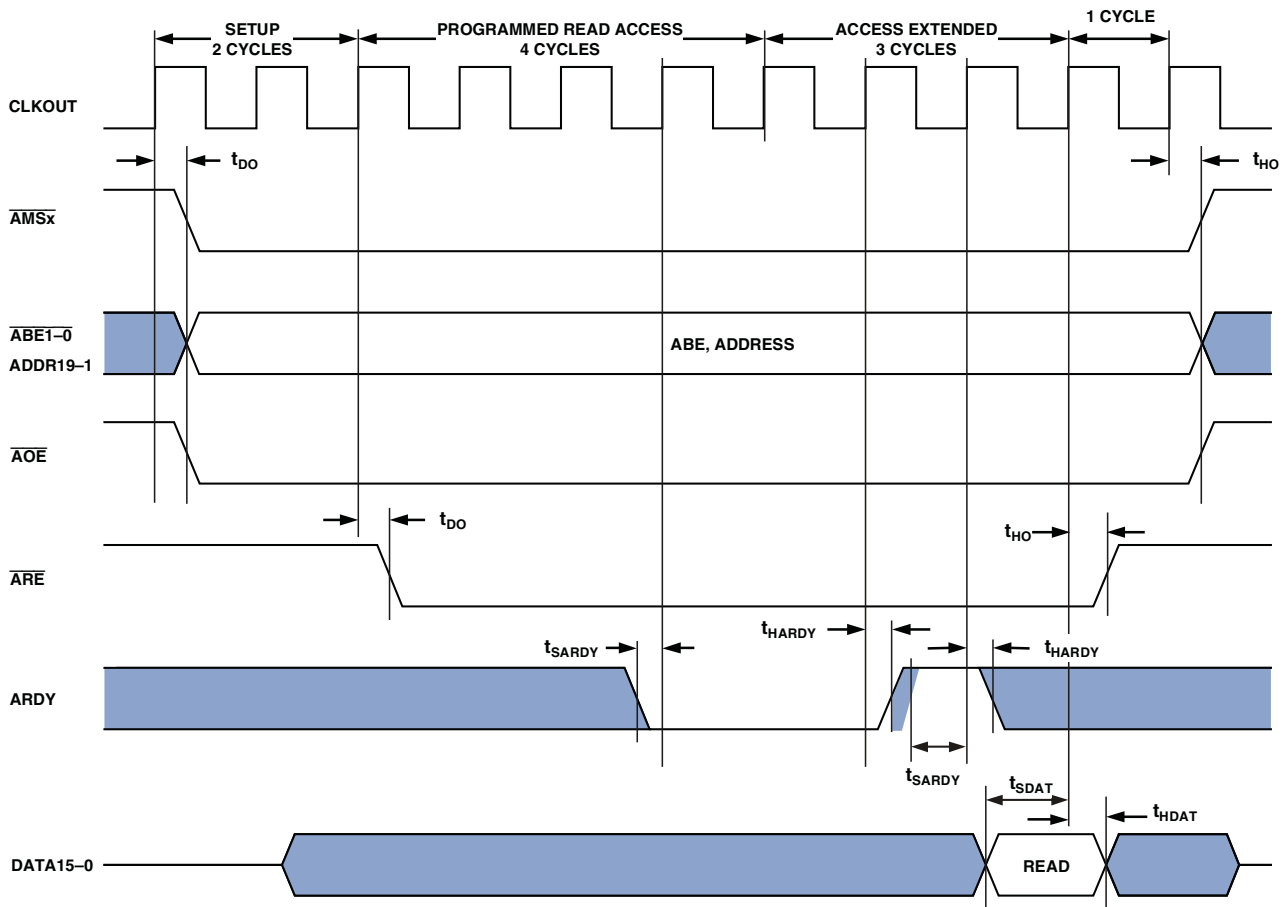 SETUP
2 CYCLES
PROGRAMMED READ ACCESS
4 CYCLES
ACCESS EXTENDED
3 CYCLES
1 CYCLE
CLKOUT
tDO
tHO
AMSx
ABE1–0
ADDR19–1
ABE, ADDRESS
AOE
tDO
tHO
ARE
tSARDY
tHARDY
tHARDY
ARDY
tSARDY
tSDAT
tHDAT
DATA15–0
READ